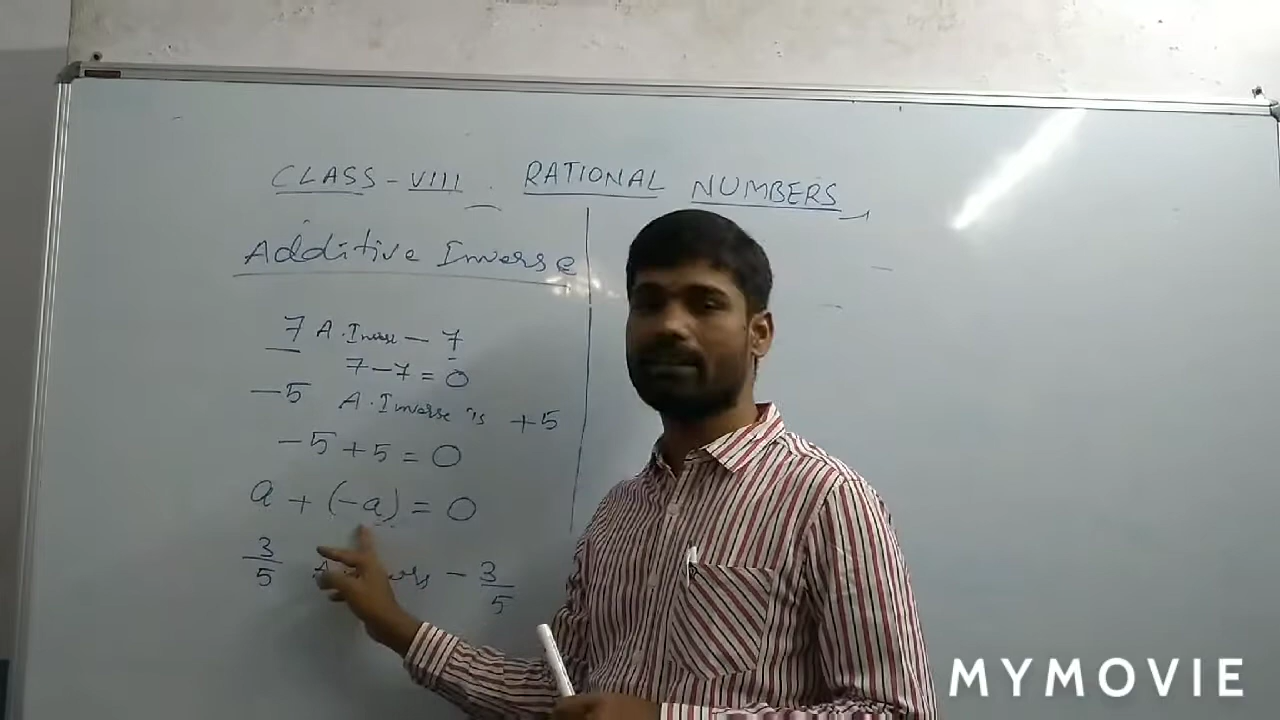 CLASS - VIII . RATIONAL NUMBERS
Additive Inverse
7 A. Inverse - 7
7 - 7 = 0
-5 A. Inverse is +5
-5 + 5 = 0
a + (-a) = 0
3/5 - 3/5
MYMOVIE